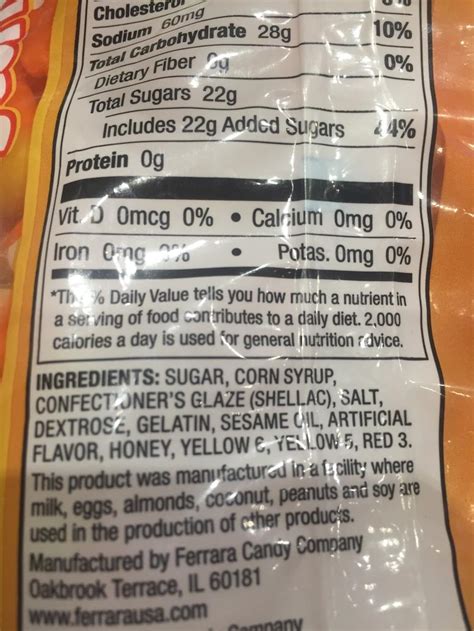 Cholesterol
Sodium 60mg
Total Carbohydrate 28g 10%
Dietary Fiber 0g 0%
Total Sugars 22g
Includes 22g Added Sugars 44%
Protein 0g
Vit. D 0mcg 0% • Calcium 0mg 0%
Iron 0mg 0% • Potas. 0mg 0%
*The % Daily Value tells you how much a nutrient in
a serving of food contributes to a daily diet. 2,000
calories a day is used for general nutrition advice.
INGREDIENTS: SUGAR, CORN SYRUP,
CONFECTIONER'S GLAZE (SHELLAC), SALT,
DEXTROSE, GELATIN, SESAME OIL, ARTIFICIAL
FLAVOR, HONEY, YELLOW 6, YELLOW 5, RED 3.
This product was manufactured in a facility where
milk, eggs, almonds, coconut, peanuts and soy are
used in the production of other products.
Manufactured by Ferrara Candy Company
Oakbrook Terrace, IL 60181
www.ferrarausa.com
Company